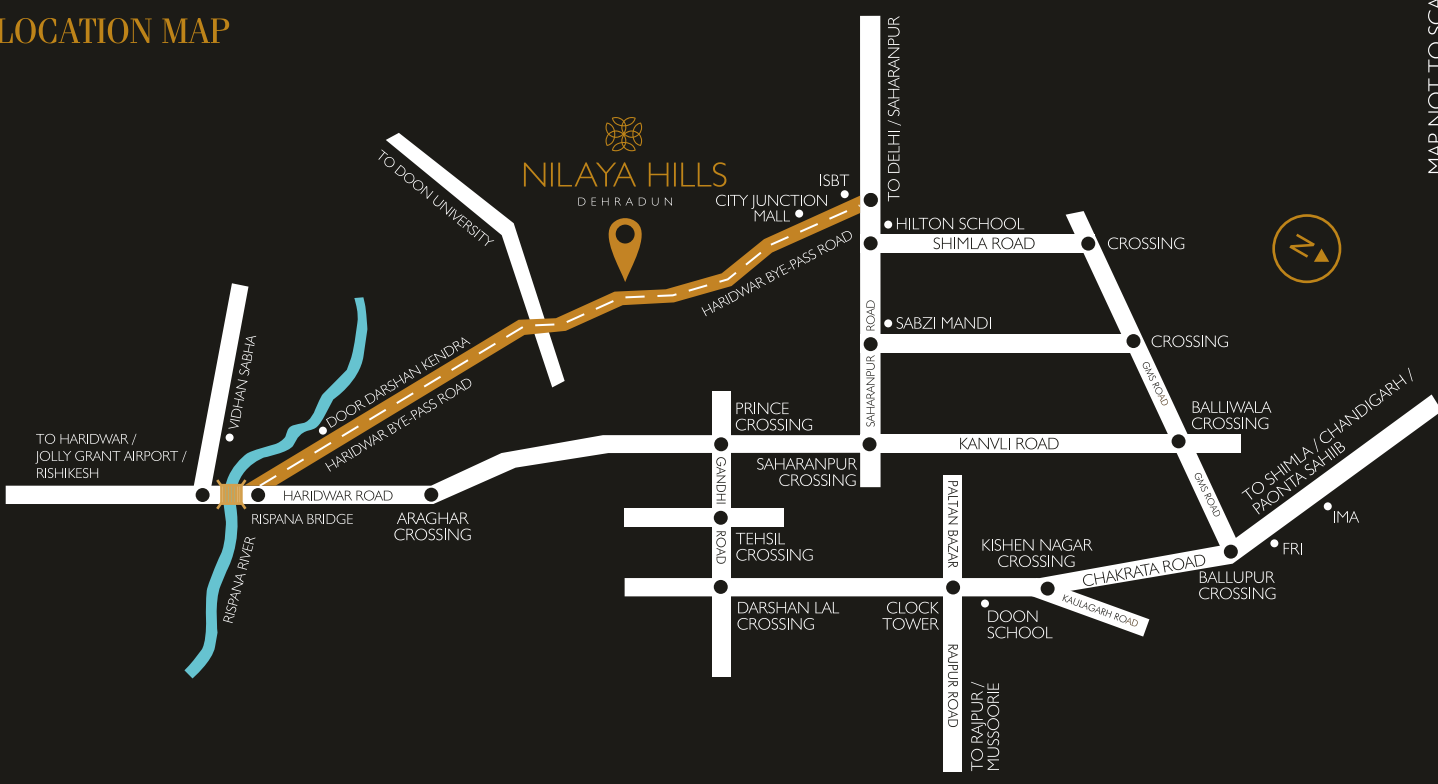 LOCATION MAP
MAP NOT TO SCA
TO DELHI / SAHARANPUR
NILAYA HILLS
DEHRADUN
TO DOON UNIVERSITY
ISBT
CITY JUNCTION
MALL
HARIDWAR BYE-PASS ROAD
HILTON SCHOOL
SHIMLA ROAD
CROSSING
N
SABZI MANDI
CROSSING
SAHARANPUR ROAD
GMS ROAD
VIDHAN SABHA
DOOR DARSHAN KENDRA
HARIDWAR BYE-PASS ROAD
TO HARIDWAR /
JOLLY GRANT AIRPORT /
RISHIKESH
HARIDWAR ROAD
RISPANA BRIDGE
RISPANA RIVER
ARAGHAR
CROSSING
PRINCE
CROSSING
GANDHI ROAD
SAHARANPUR
CROSSING
KANVLI ROAD
BALLIWALA
CROSSING
GMS ROAD
TO SHIMLA / CHANDIGARH /
PAONTA SAHIIB
IMA
FRI
TEHSIL
CROSSING
PALTAN BAZAR
KISHEN NAGAR
CROSSING
CHAKRATA ROAD
BALLUPUR
CROSSING
KAULAGARH ROAD
DARSHAN LAL
CROSSING
CLOCK
TOWER
DOON
SCHOOL
RAJPUR ROAD
TO RAJPUR /
MUSSOORIE